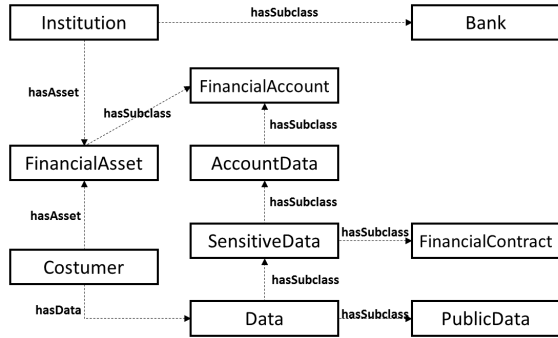 Institution
hasSubclass
Bank
hasAsset
hasSubclass
FinancialAccount
hasSubclass
FinancialAsset
AccountData
hasAsset
hasSubclass
SensitiveData
hasSubclass
FinancialContract
Costumer
hasSubclass
hasData
Data
hasSubclass
PublicData